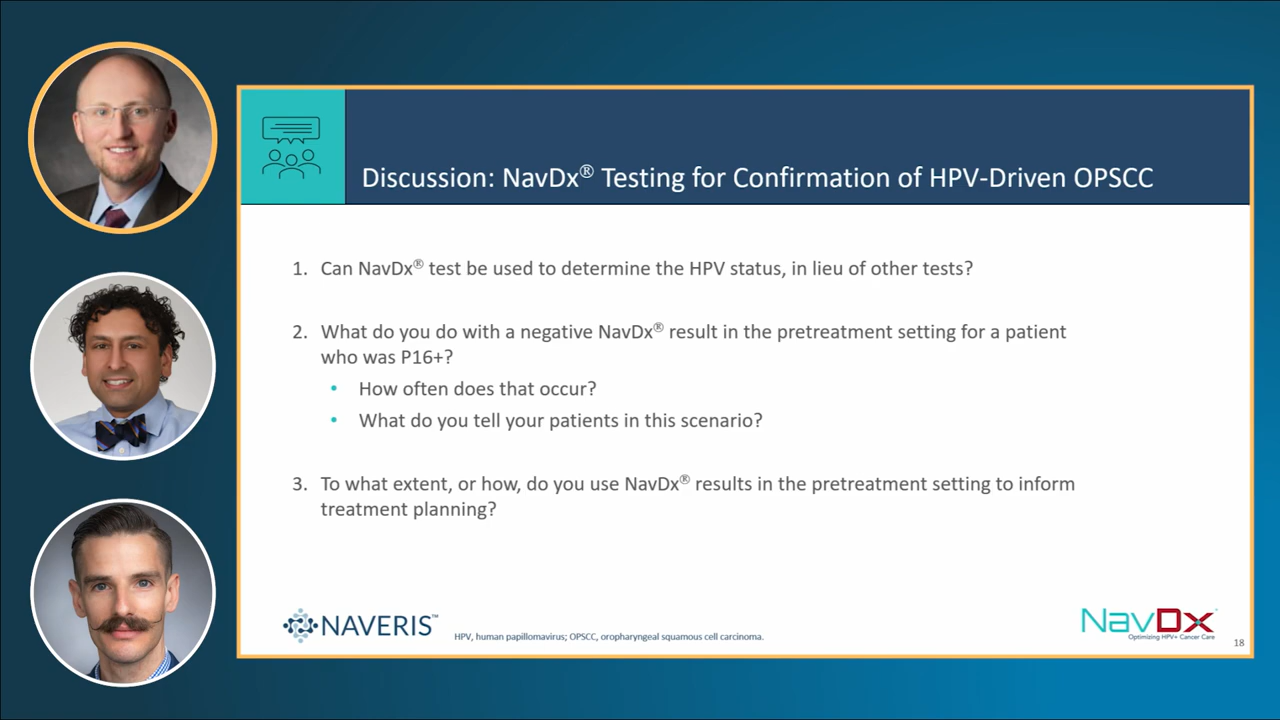 Discussion: NavDx® Testing for Confirmation of HPV-Driven OPSCC
1. Can NavDx® test be used to determine the HPV status, in lieu of other tests?
2. What do you do with a negative NavDx® result in the pretreatment setting for a patient
who was P16+?
• How often does that occur?
• What do you tell your patients in this scenario?
3. To what extent, or how, do you use NavDx® results in the pretreatment setting to inform
treatment planning?
NAVERIS™
HPV, human papillomavirus; OPSCC, oropharyngeal squamous cell carcinoma.
NavDx®
Optimizing HPV+ Cancer Care
18